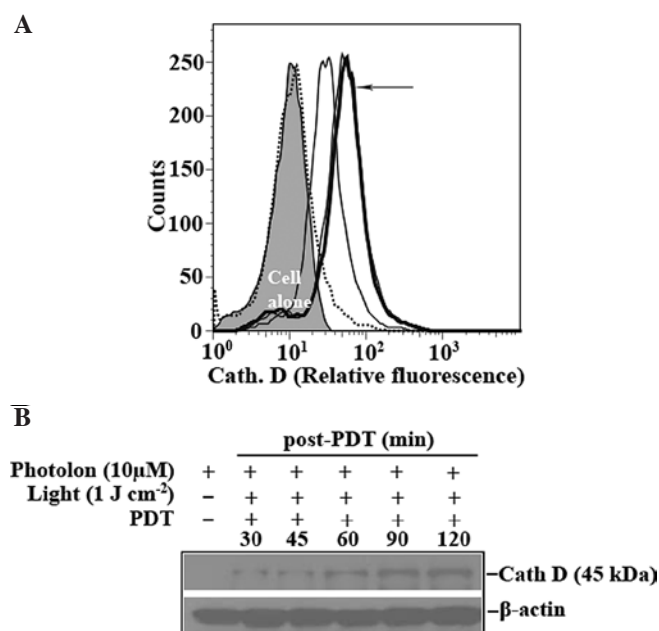 A
250
200
150
100
50
0
Counts
Cell
alone
10⁰ 10¹ 10² 10³
Cath. D (Relative fluorescence)
B
post-PDT (min)
Photolon (10μM) + + + + + +
Light (1 J cm⁻²) − + + + + +
PDT − + + + + +
30 45 60 90 120
–Cath D (45 kDa)
–β-actin